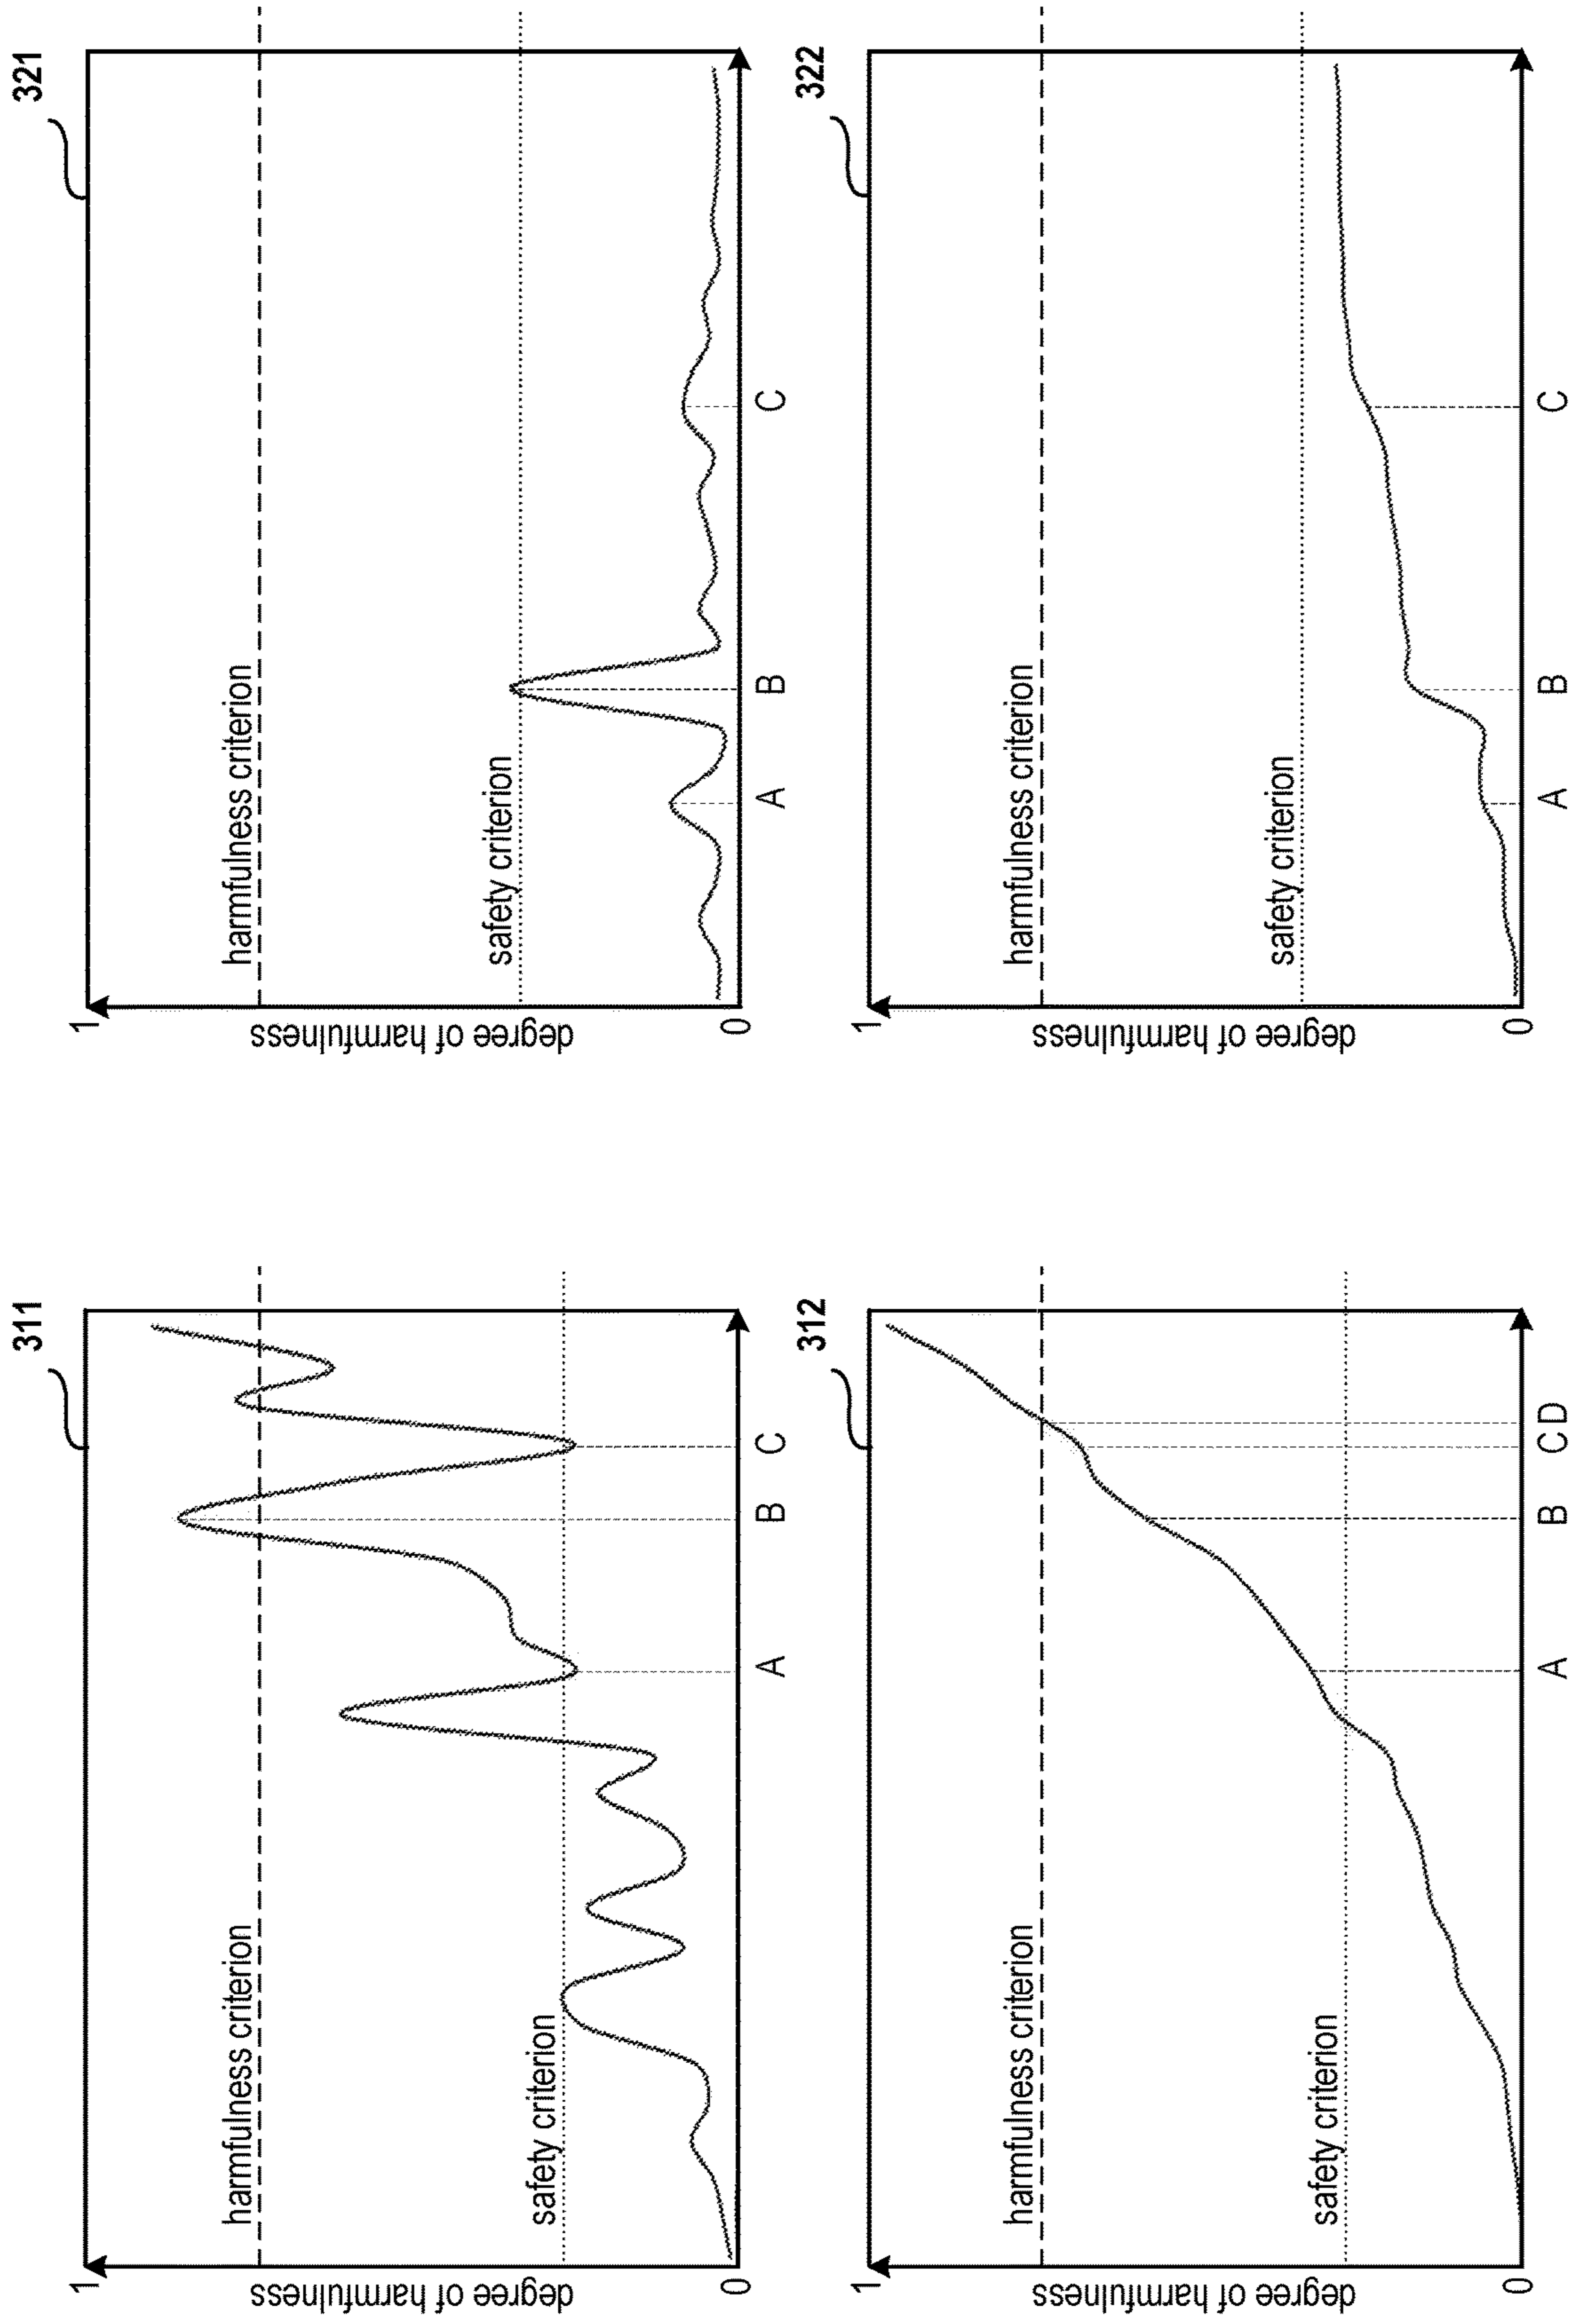 311
1
degree of harmfulness
0
harmfulness criterion
safety criterion
A
B
C
321
1
degree of harmfulness
0
harmfulness criterion
safety criterion
A
B
C
312
1
degree of harmfulness
0
harmfulness criterion
safety criterion
A
B
C
D
322
1
degree of harmfulness
0
harmfulness criterion
safety criterion
A
B
C